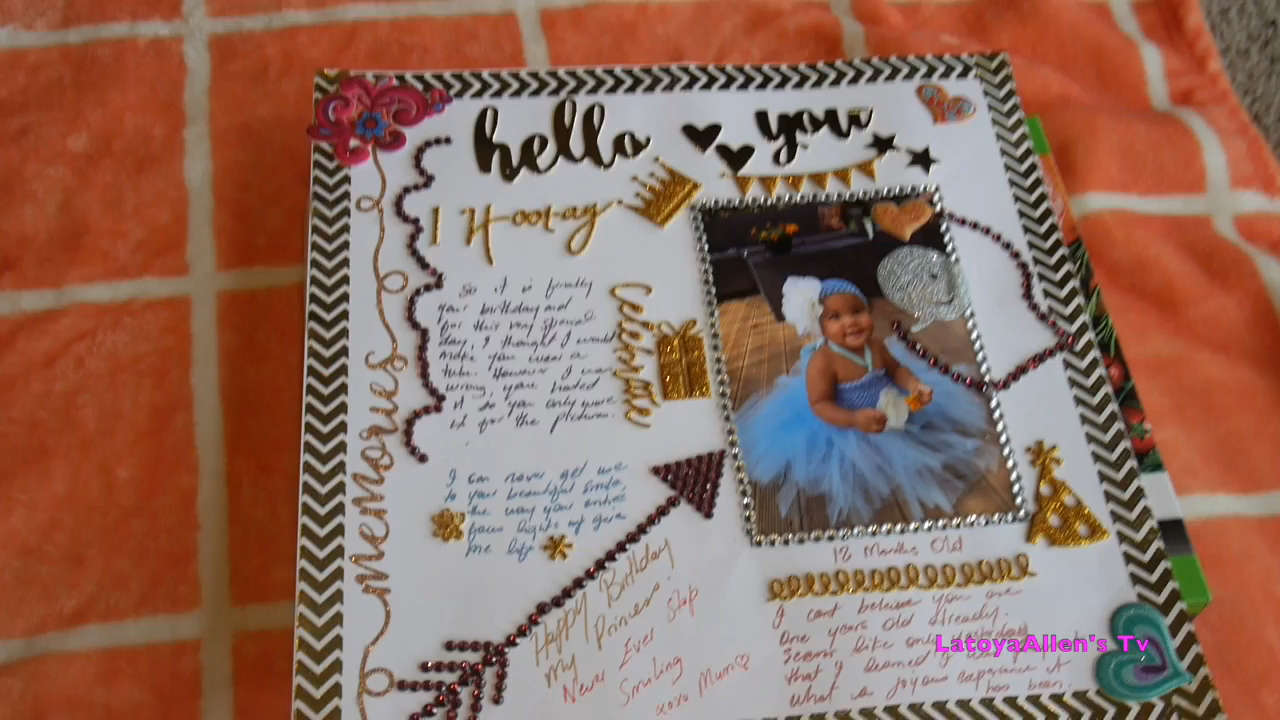 hello you
1 Hooray
celebrate
memories
So it is finally
your birthday and
for this very special
day, I thought I would
make you wear a
tutu. However I was
wrong, you hated
it so you only wore
it for the pictures.
I can never get use
to your beautiful smile,
the way your entire
face lights up give
me life
Happy Birthday
My Princess.
Never Ever Stop
Smiling
xoxo Mum
12 Months Old
I cant believe you are
one years old already.
Seems like only yesterday
that I learned I was
what a joyous experience it
has been.
LatoyaAllen's Tv